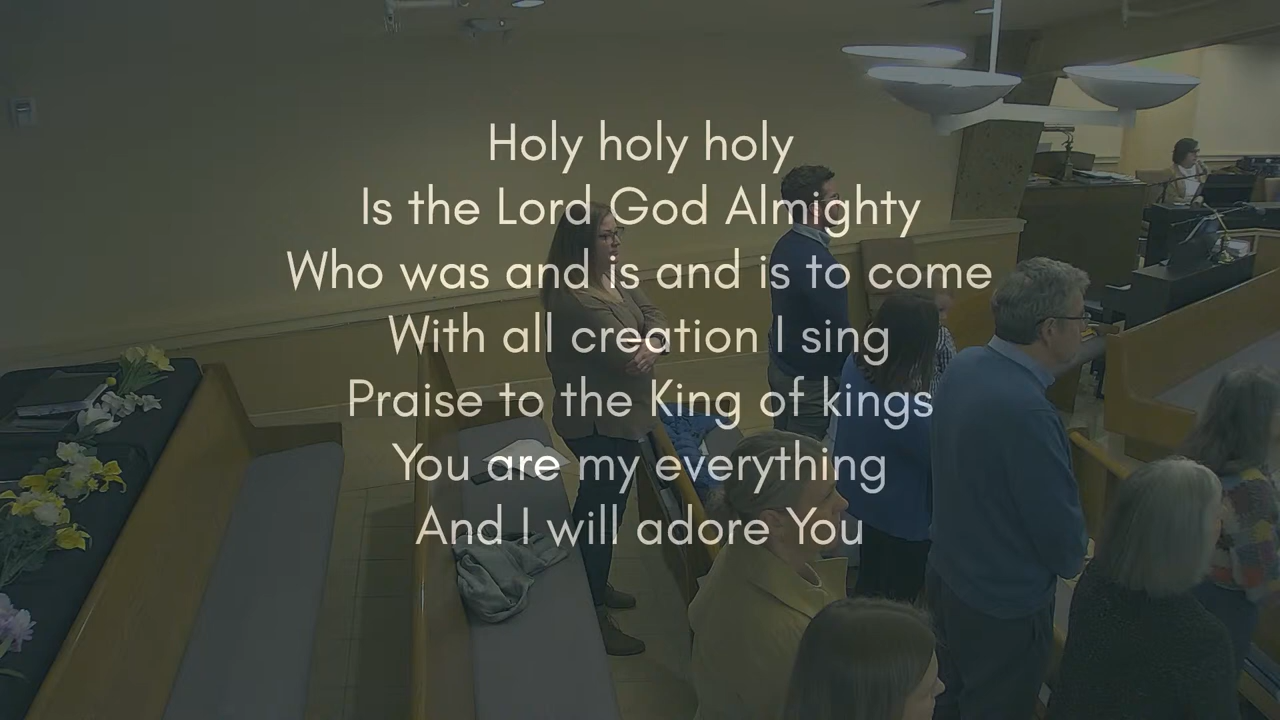 Holy holy holy
Is the Lord God Almighty
Who was and is and is to come
With all creation I sing
Praise to the King of kings
You are my everything
And I will adore You